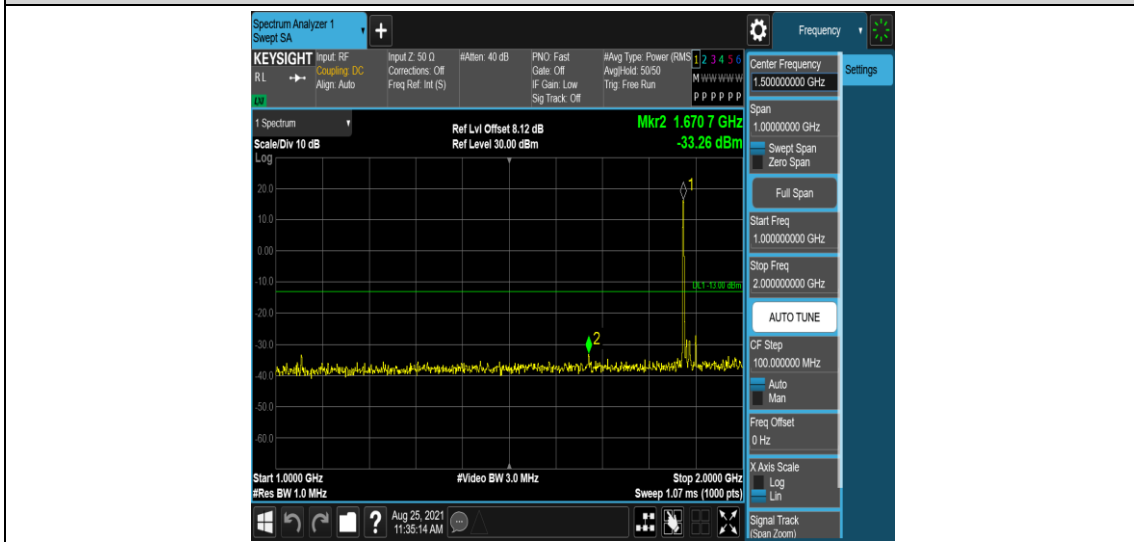 Spectrum Analyzer 1
Swept SA
+
Frequency
KEYSIGHT
RL
Input: RF
Coupling: DC
Align: Auto
Input Z: 50 Ω
Corrections: Off
Freq Ref: Int (S)
#Atten: 40 dB
PNO: Fast
Gate: Off
IF Gain: Low
Sig Track: Off
#Avg Type: Power (RMS
Avg|Hold: 50/50
Trig: Free Run
1 2 3 4 5 6
M W W W W W
P P P P P P
Center Frequency
1.500000000 GHz
Settings
Span
1.00000000 GHz
Swept Span
Zero Span
Full Span
Start Freq
1.000000000 GHz
Stop Freq
2.000000000 GHz
AUTO TUNE
CF Step
100.000000 MHz
Auto
Man
Freq Offset
0 Hz
X Axis Scale
Log
Lin
Signal Track
(Span Zoom)
1 Spectrum
Scale/Div 10 dB
Ref Lvl Offset 8.12 dB
Ref Level 30.00 dBm
Mkr2 1.670 7 GHz
-33.26 dBm
Log
20.0
10.0
0.00
-10.0
-20.0
-30.0
-40.0
-50.0
-60.0
1
DL1 -13.00 dBm
2
Start 1.0000 GHz
#Res BW 1.0 MHz
#Video BW 3.0 MHz
Stop 2.0000 GHz
Sweep 1.07 ms (1000 pts)
?
Aug 25, 2021
11:35:14 AM